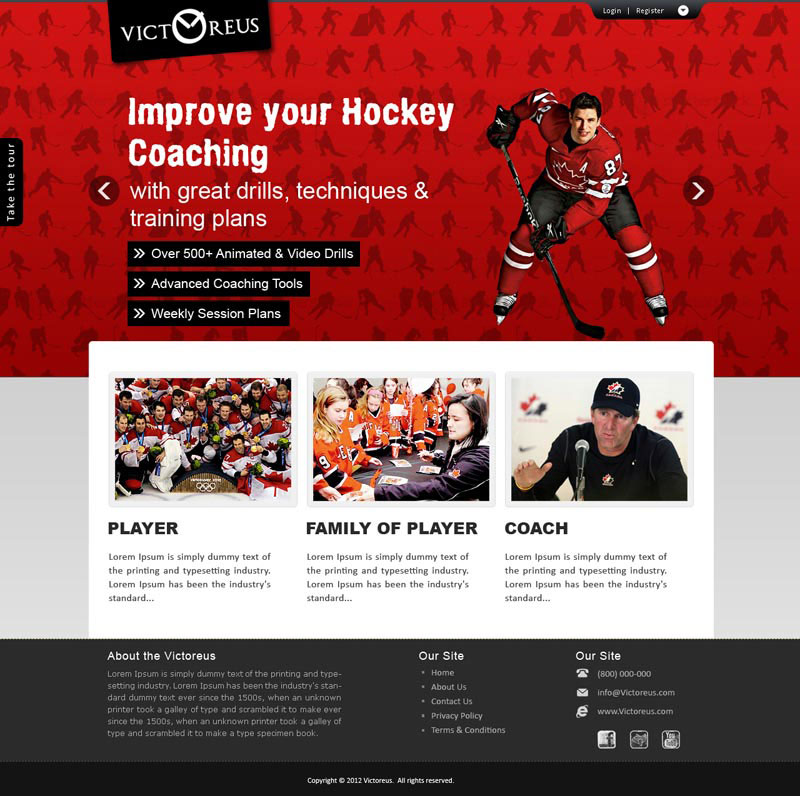 VICTOREUS
Login | Register
Take the tour
Improve your Hockey
Coaching
with great drills, techniques &
training plans
Over 500+ Animated & Video Drills
Advanced Coaching Tools
Weekly Session Plans
87
PLAYER
Lorem Ipsum is simply dummy text of
the printing and typesetting industry.
Lorem Ipsum has been the industry's
standard...
FAMILY OF PLAYER
Lorem Ipsum is simply dummy text of
the printing and typesetting industry.
Lorem Ipsum has been the industry's
standard...
COACH
Lorem Ipsum is simply dummy text of
the printing and typesetting industry.
Lorem Ipsum has been the industry's
standard...
About the Victoreus
Lorem Ipsum is simply dummy text of the printing and type-
setting industry. Lorem Ipsum has been the industry's stan-
dard dummy text ever since the 1500s, when an unknown
printer took a galley of type and scrambled it to make ever
since the 1500s, when an unknown printer took a galley of
type and scrambled it to make a type specimen book.
Our Site
Home
About Us
Contact Us
Privacy Policy
Terms & Conditions
Our Site
(800) 000-000
info@Victoreus.com
www.Victoreus.com
You
Copyright © 2012 Victoreus. All rights reserved.